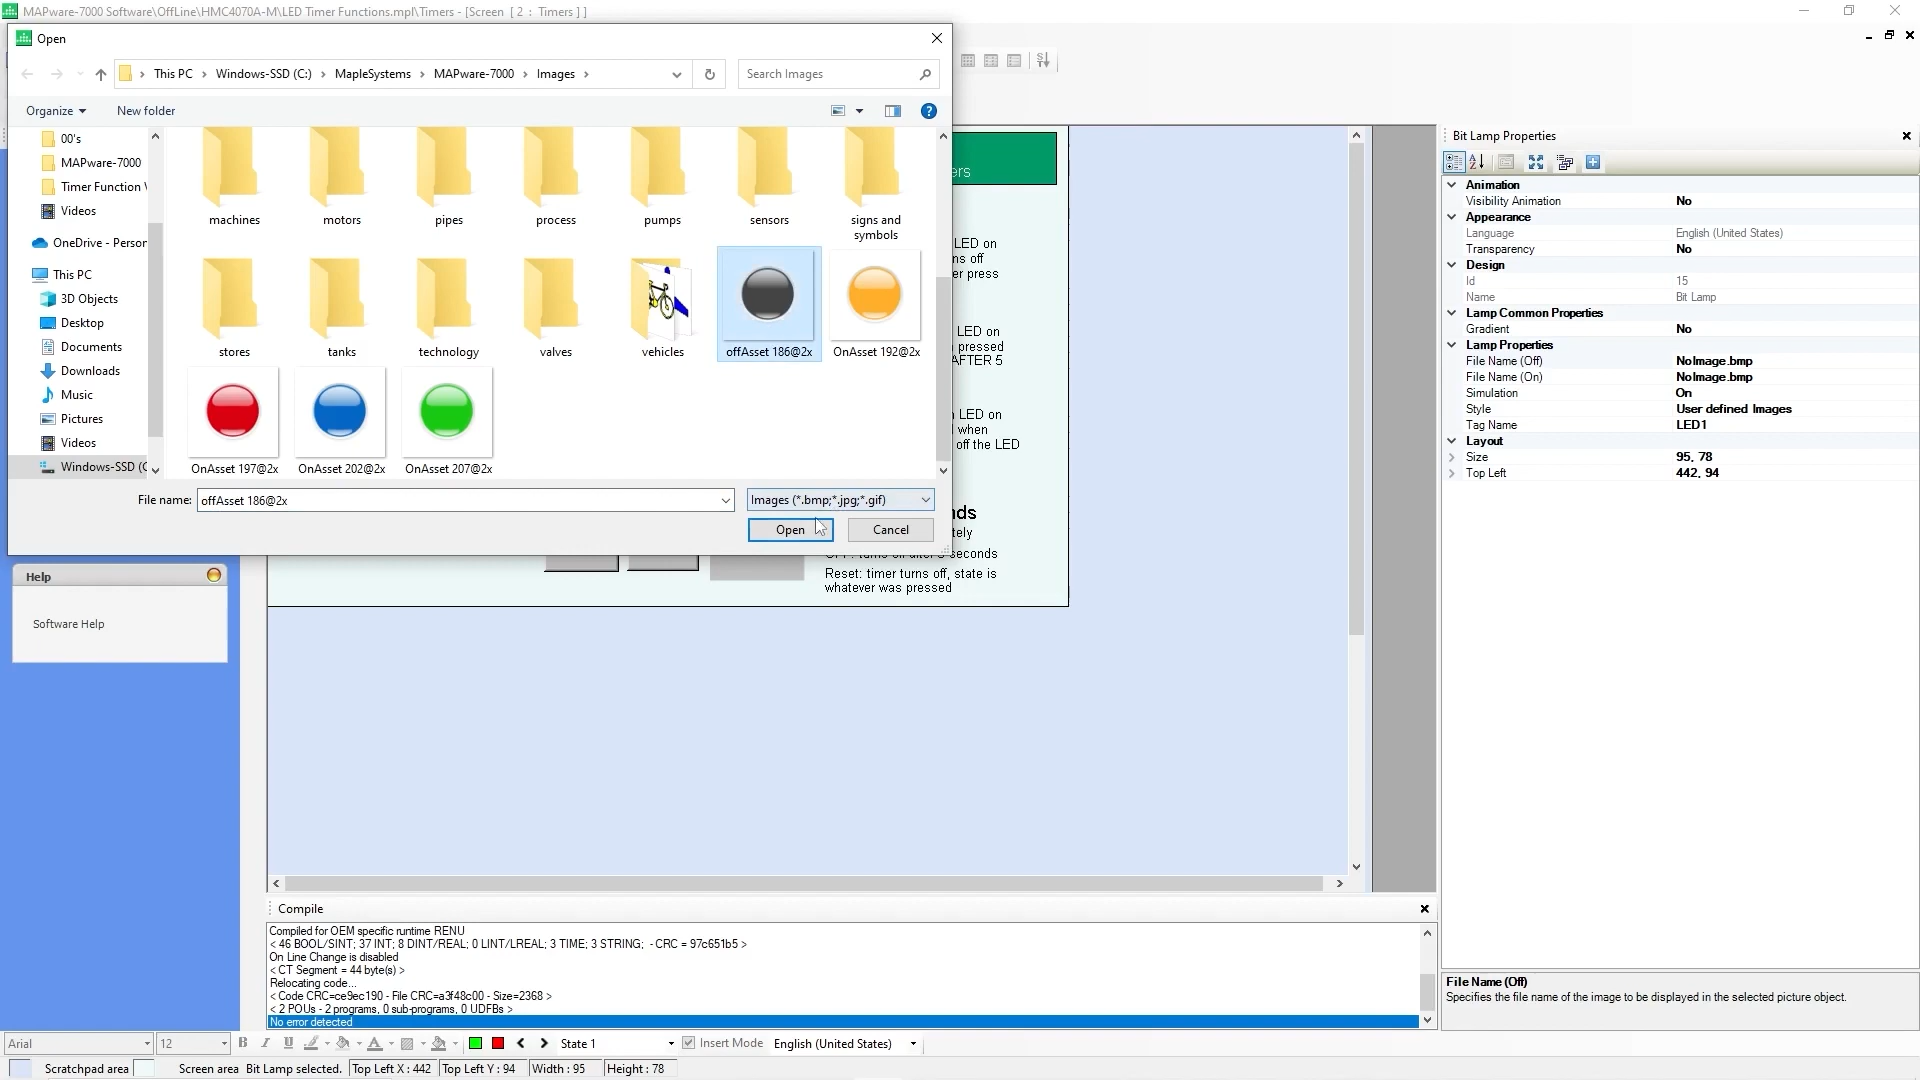 MAPware-7000 Software\OffLine\HMC4070A-M\LED Timer Functions.mpl\Timers - [Screen [ 2 : Timers ] ]
Open
This PC > Windows-SSD (C:) > MapleSystems > MAPware-7000 > Images >
Search Images
Organize
New folder
00's
MAPware-7000
Timer Function
Videos
OneDrive - Person
This PC
3D Objects
Desktop
Documents
Downloads
Music
Pictures
Videos
Windows-SSD (C
machines
motors
pipes
process
pumps
sensors
signs and
symbols
stores
tanks
technology
valves
vehicles
offAsset 186@2x
OnAsset 192@2x
OnAsset 197@2x
OnAsset 202@2x
OnAsset 207@2x
File name:
offAsset 186@2x
Images (*.bmp;*.jpg;*.gif)
Open
Cancel
ers
LED on
ns off
er press
LED on
pressed
AFTER 5
LED on
when
off the LED
nds
tely
seconds
Reset: timer turns off, state is
whatever was pressed
Help
Software Help
Bit Lamp Properties
Animation
Visibility Animation No
Appearance
Language English (United States)
Transparency No
Design
Id 15
Name Bit Lamp
Lamp Common Properties
Gradient No
Lamp Properties
File Name (Off) NoImage.bmp
File Name (On) NoImage.bmp
Simulation On
Style User defined Images
Tag Name LED1
Layout
Size 95, 78
Top Left 442, 94
File Name (Off)
Specifies the file name of the image to be displayed in the selected picture object.
Compile
Compiled for OEM specific runtime RENU
< 46 BOOL/SINT; 37 INT; 8 DINT/REAL; 0 LINT/LREAL; 3 TIME; 3 STRING; - CRC = 97c651b5 >
On Line Change is disabled
< CT Segment = 44 byte(s) >
Relocating code...
< Code CRC=ce9ec190 - File CRC=a3f48c00 - Size=2368 >
< 2 POUs - 2 programs, 0 sub-programs, 0 UDFBs >
No error detected
Arial
12
B I U
A
State 1
Insert Mode
English (United States)
Scratchpad area
Screen area
Bit Lamp selected.
Top Left X : 442
Top Left Y : 94
Width : 95
Height : 78